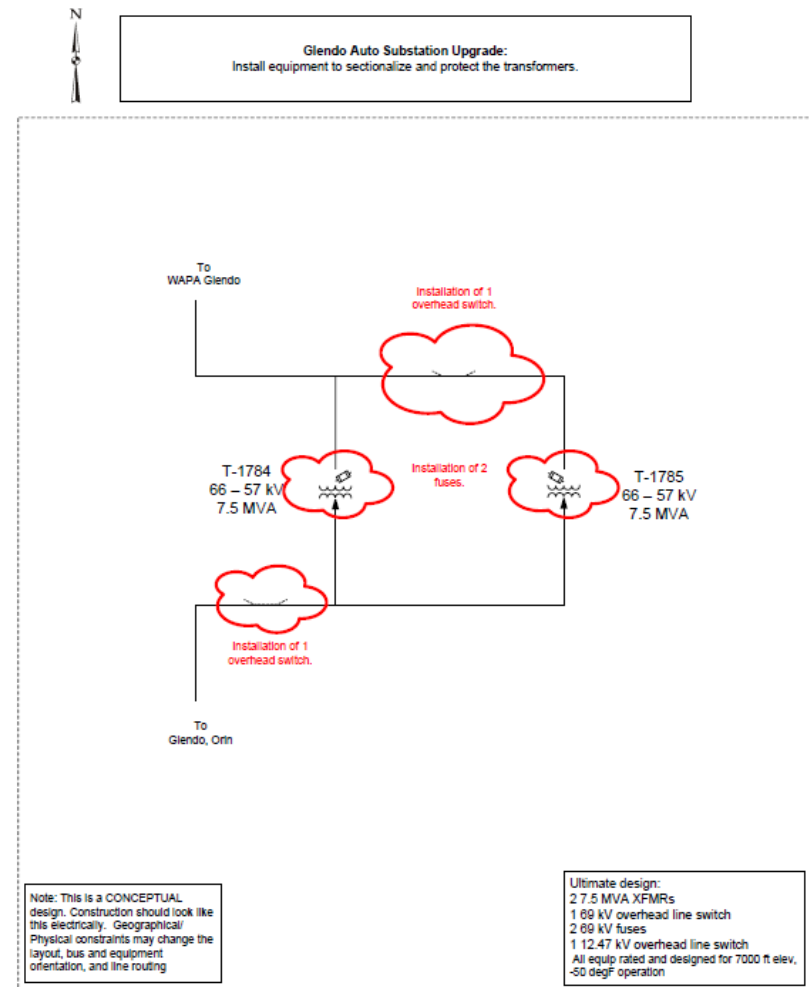 N
Glendo Auto Substation Upgrade:
Install equipment to sectionalize and protect the transformers.
To
WAPA Glendo
Installation of 1
overhead switch.
T-1784
66 – 57 kV
7.5 MVA
Installation of 2
fuses.
T-1785
66 – 57 kV
7.5 MVA
Installation of 1
overhead switch.
To
Glendo, Orin
Note: This is a CONCEPTUAL
design. Construction should look like
this electrically. Geographical/
Physical constraints may change the
layout, bus and equipment
orientation, and line routing
Ultimate design:
2 7.5 MVA XFMRs
1 69 kV overhead line switch
2 69 kV fuses
1 12.47 kV overhead line switch
All equip rated and designed for 7000 ft elev,
-50 degF operation